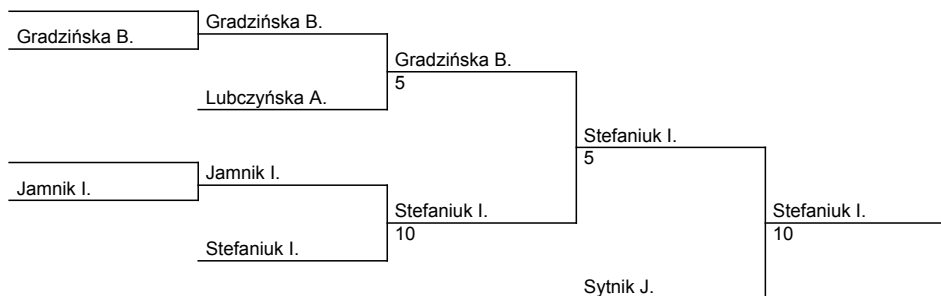 Gradzińska B.
Gradzińska B.
Gradzińska B.
5
Lubczyńska A.
Stefaniuk I.
5
Jamnik I.
Jamnik I.
Stefaniuk I.
10
Stefaniuk I.
10
Stefaniuk I.
Sytnik J.